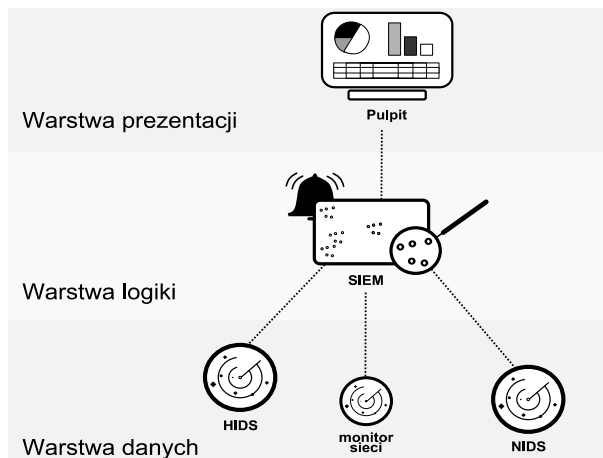 Pulpit
Warstwa prezentacji
SIEM
Warstwa logiki
HIDS
monitor
sieci
NIDS
Warstwa danych